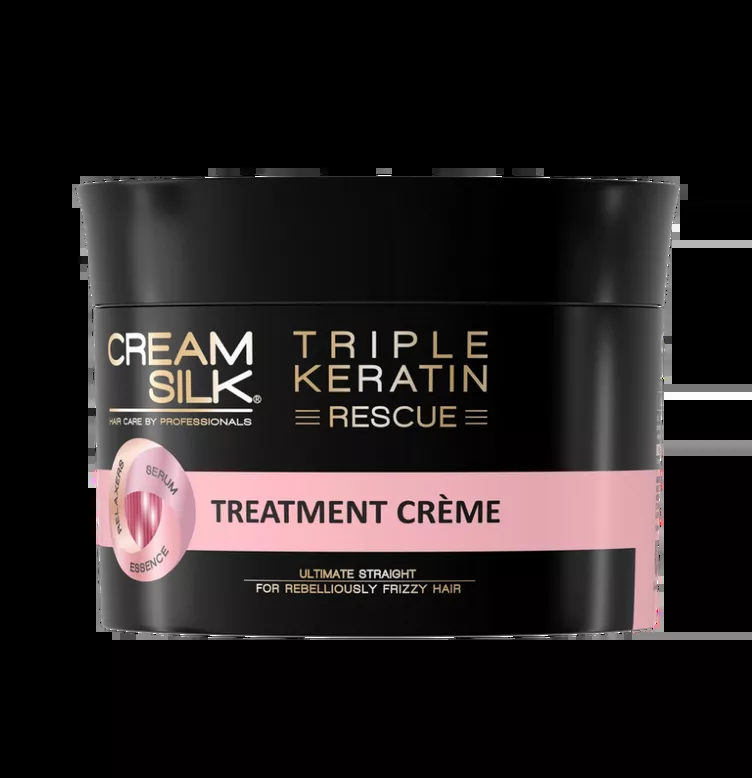 CREAM
SILK®
HAIR CARE BY PROFESSIONALS
TRIPLE
KERATIN
RESCUE
RELAXERS
SERUM
ESSENCE
TREATMENT CRÈME
ULTIMATE STRAIGHT
FOR REBELLIOUSLY FRIZZY HAIR